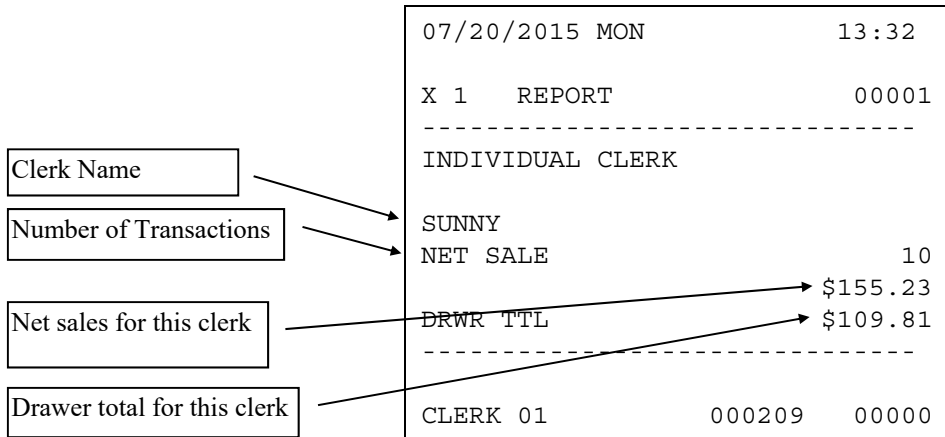 07/20/2015 MON 13:32
X 1 REPORT 00001
--------------------------------
INDIVIDUAL CLERK
Clerk Name
SUNNY
Number of Transactions
NET SALE 10
$155.23
Net sales for this clerk
DRWR TTL $109.81
--------------------------------
Drawer total for this clerk
CLERK 01 000209 00000